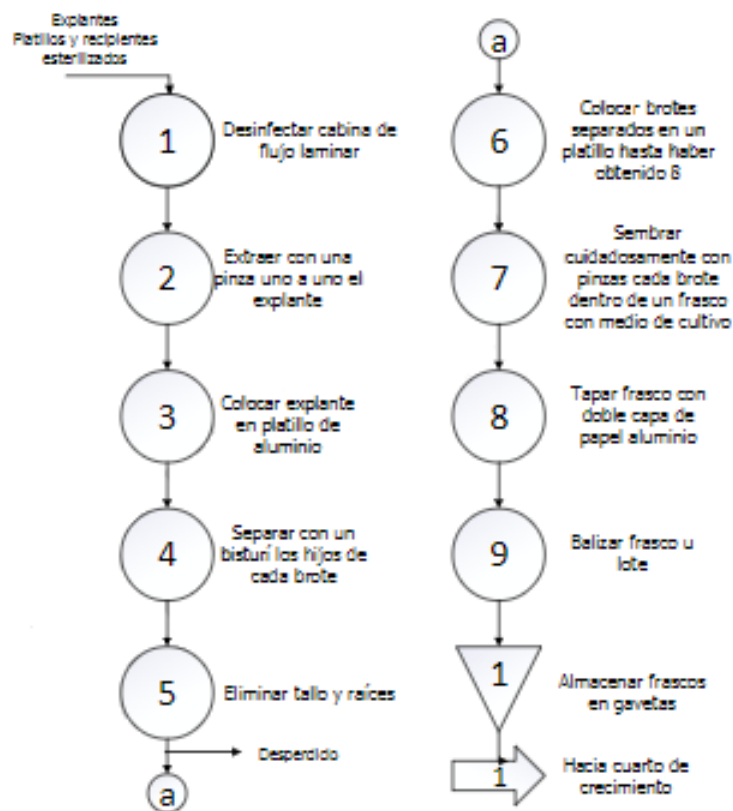 Explantes
Platillos y recipientes
esterilizados
1
Desinfectar cabina de
flujo laminar
2
Extraer con una
pinza uno a uno el
explante
3
Colocar explante
en platillo de
aluminio
4
Separar con un
bisturí los hijos de
cada brote
5
Eliminar tallo y raíces
Desperdicio
a
a
6
Colocar brotes
separados en un
platillo hasta haber
obtenido 8
7
Sembrar
cuidadosamente con
pinzas cada brote
dentro de un frasco
con medio de cultivo
8
Tapar frasco con
doble capa de
papel aluminio
9
Balizar frasco u
lote
1
Almacenar frascos
en gavetas
1
Hacia cuarto de
crecimiento